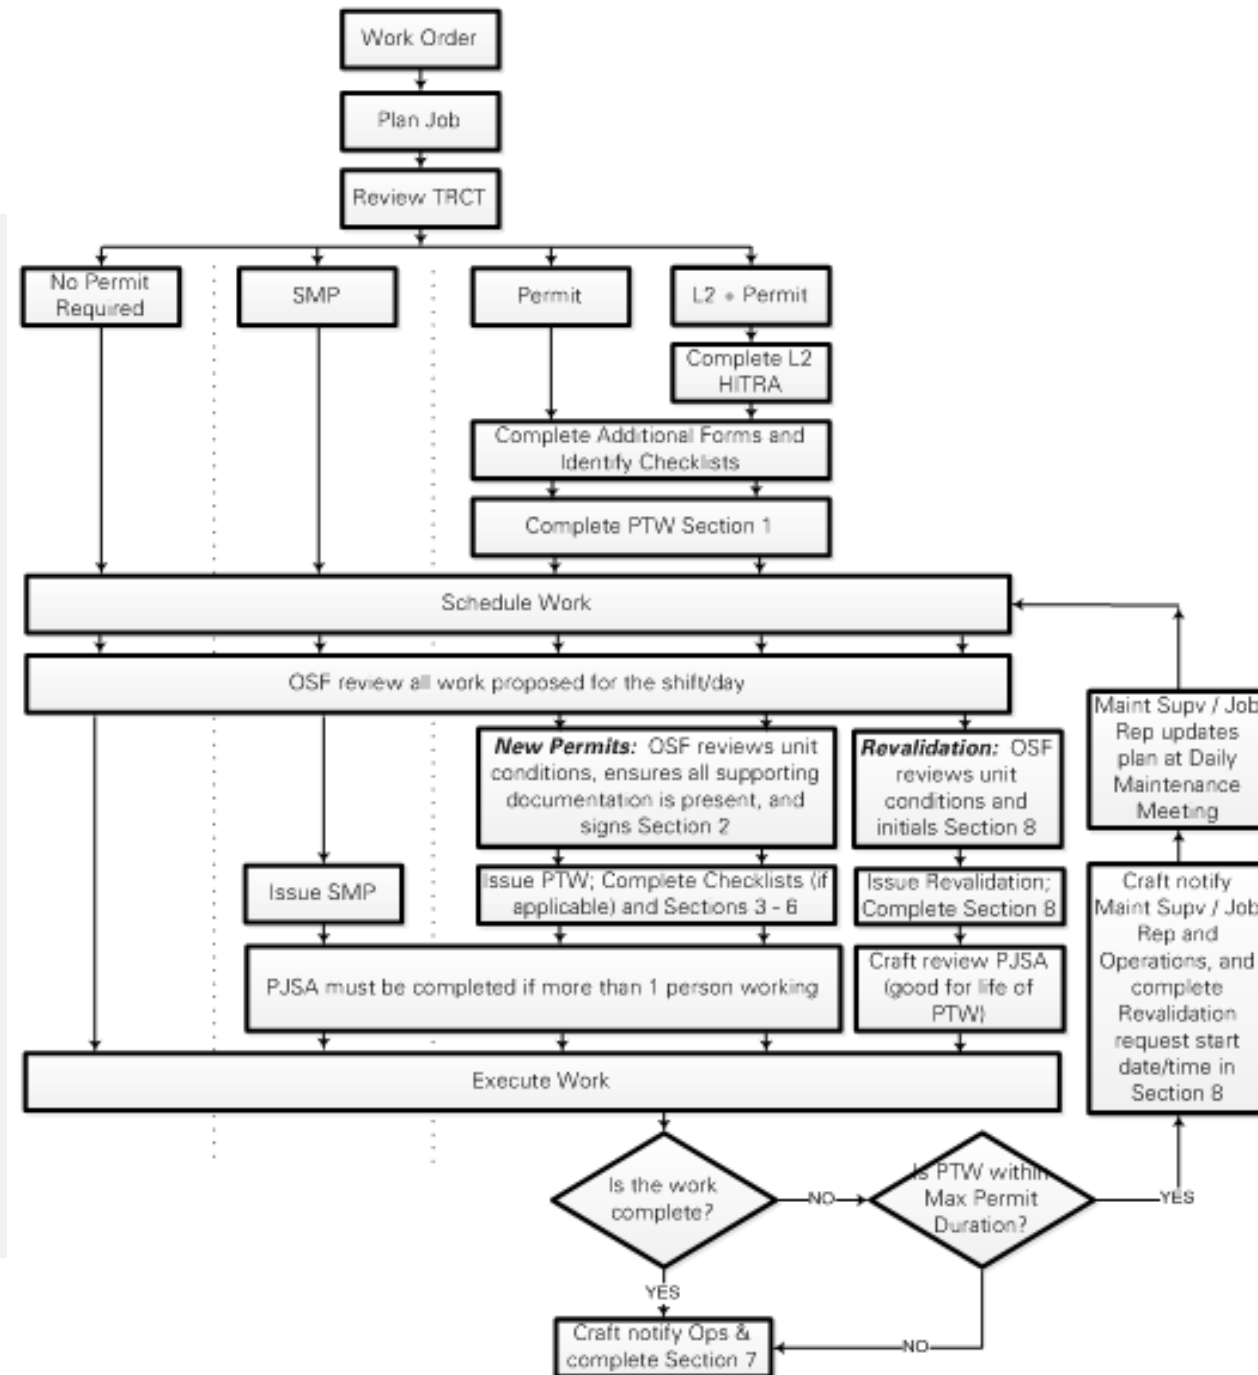 Work Order
Plan Job
Review TRCT
No Permit
Required
SMP
Permit
L2 + Permit
Complete L2
HITRA
Complete Additional Forms and
Identify Checklists
Complete PTW Section 1
Schedule Work
OSF review all work proposed for the shift/day
New Permits: OSF reviews unit
conditions, ensures all supporting
documentation is present, and
signs Section 2
Revalidation: OSF
reviews unit
conditions and
initials Section 8
Maint Supv / Job
Rep updates
plan at Daily
Maintenance
Meeting
Issue SMP
Issue PTW; Complete Checklists (if
applicable) and Sections 3 - 6
Issue Revalidation;
Complete Section 8
Craft notify
Maint Supv / Job
Rep and
Operations, and
complete
Revalidation
request start
date/time in
Section 8
PJSA must be completed if more than 1 person working
Craft review PJSA
(good for life of
PTW)
Execute Work
Is the work
complete?
NO
Is PTW within
Max Permit
Duration?
YES
YES
Craft notify Ops &
complete Section 7
NO